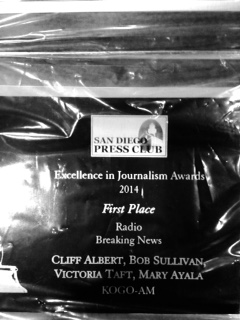 SAN DIEGO
PRESS CLUB
Excellence in Journalism Awards
2014
First Place
Radio
Breaking News
CLIFF ALBERT, BOB SULLIVAN,
VICTORIA TAFT, MARY AYALA
KOGO-AM